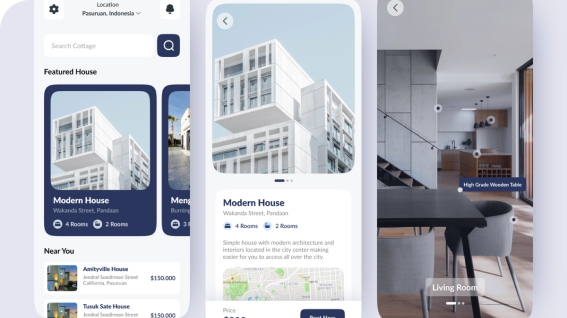 Location
Pasuruan, Indonesia
Search Cottage
Featured House
Modern House
Wakanda Street, Pandaan
4 Rooms
2 Rooms
Meng
Burning
3 R
Near You
Amityville House
Jendral Soedirman Street
California, Pasuruan
$150.000
Tusuk Sate House
Jendral Soedirman Street
$150.000
Modern House
Wakanda Street, Pandaan
4 Rooms
2 Rooms
Simple house with modern architecture and
interiors located in the city center making
easier for you to access all over the city.
Price
High Grade Wooden Table
Living Room